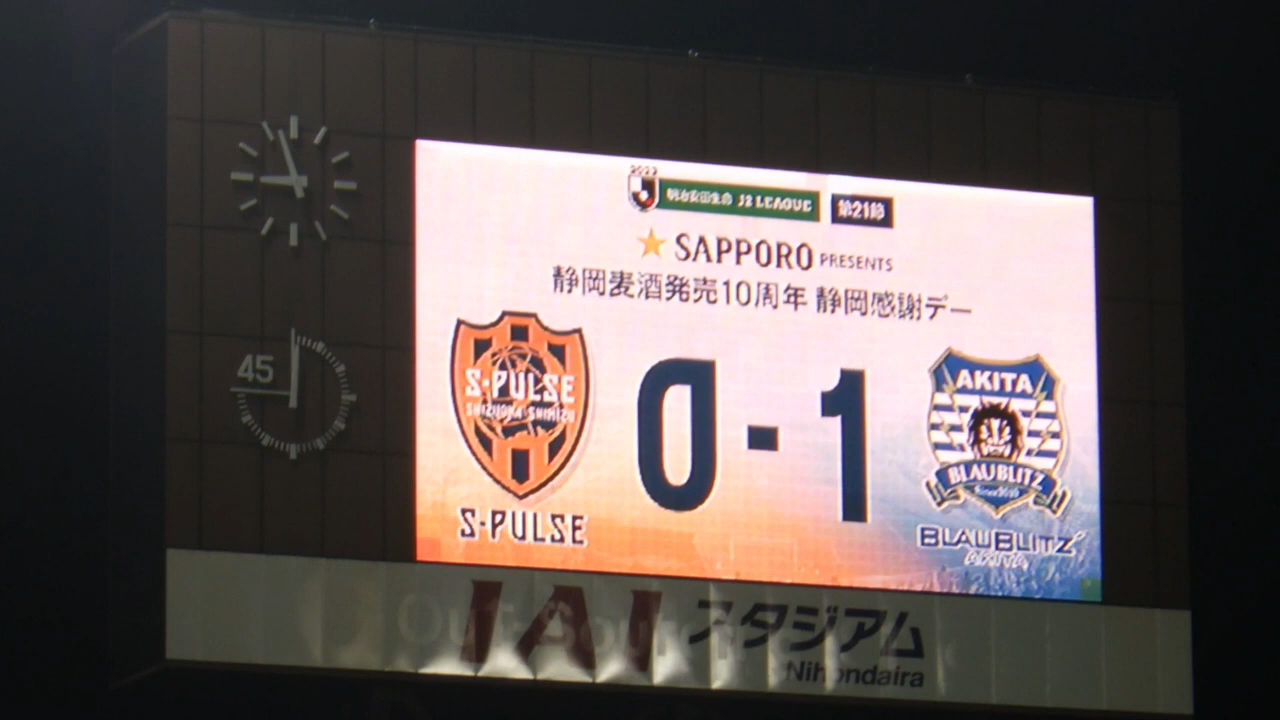 2023
明治安田生命 J2 LEAGUE 第21節
SAPPORO PRESENTS
静岡麦酒発売10周年 静岡感謝デー
45
S-PULSE
SHIZUOKA SHIMIZU
S-PULSE
0 - 1
AKITA
BLAUBLITZ
Since2010
BLAUBLITZ
AKITA
IAI スタジアム
Nihondaira